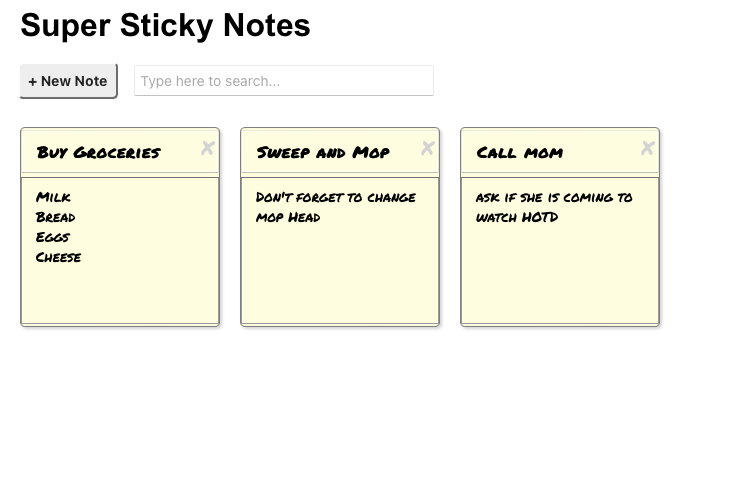 Super Sticky Notes
+ New Note
Type here to search...
Buy Groceries
Milk
Bread
Eggs
Cheese
Sweep and Mop
Don't forget to change
mop Head
Call mom
ask if she is coming to
watch HOTD